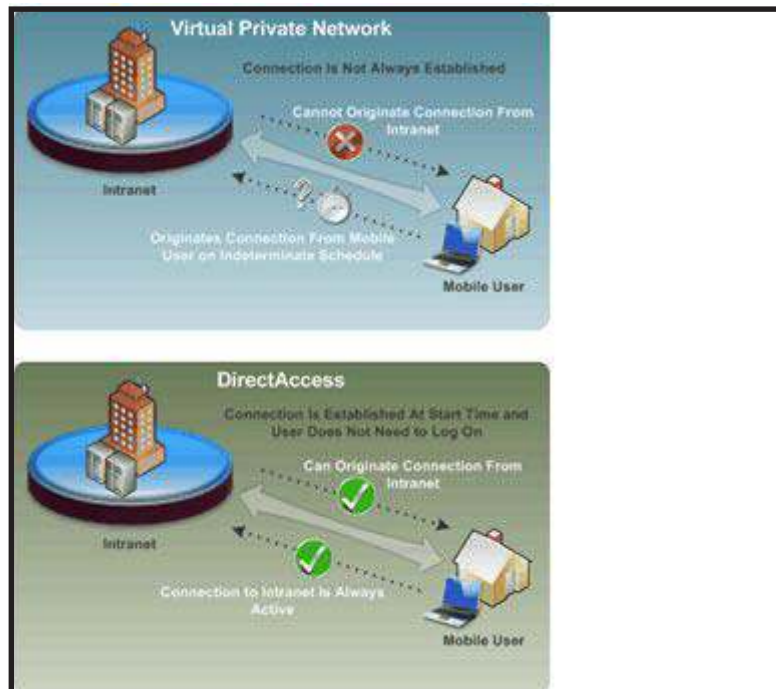 Virtual Private Network
Connection Is Not Always Established
Cannot Originate Connection From
Intranet
Intranet
?
Originates Connection From Mobile
User on Indeterminate Schedule
Mobile User
DirectAccess
Connection Is Established At Start Time and
User Does Not Need to Log On
Can Originate Connection From
Intranet
Intranet
Connection to Intranet Is Always
Active
Mobile User